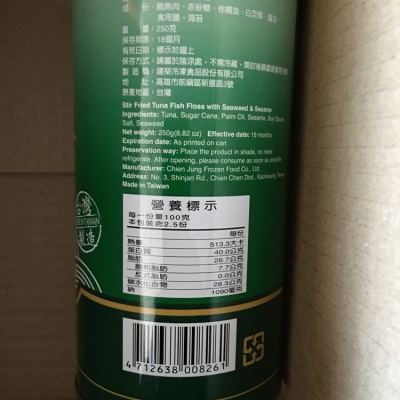 份：鮪魚肉、赤砂糖、棕櫚油、白芝麻、醬油
食用鹽、海苔
重量：250克
保存期限：18個月
有效日期：標示於罐上
保存方式：請置於陰涼處，不需冷藏，開封後請
製造商：建榮冷凍食品股份有限公司
地址：高雄市前鎮區新展路3號
原產地區：台灣
Stir Fried Tuna Fish Floss with Seaweed & Sesame
Ingredients: Tuna, Sugar Cane, Palm Oil, Sesame, Soy Sauce
Salt, Seaweed
Net weight: 250g(8.82 oz) Effective date: 18 months
Expiration date: As printed on can
Preservation way: Place the product in shade, no need
refrigerate. After opening, please consume as soon as possible.
Manufacturer: Chien Jung Frozen Food Co., Ltd.
Address: No. 3, Shinjan Rd., Chien Chen Dist., Kaohsiung, Taiwan
Made in Taiwan
台灣
製造
營養標示
每一份量100克
本包裝含2.5份
每份
熱量 513.3大卡
蛋白質 40.0公克
脂肪 26.7公克
飽和脂肪 7.7公克
反式脂肪 0.0公克
碳水化合物 28.3公克
鈉 1090毫克
4 712638 008261